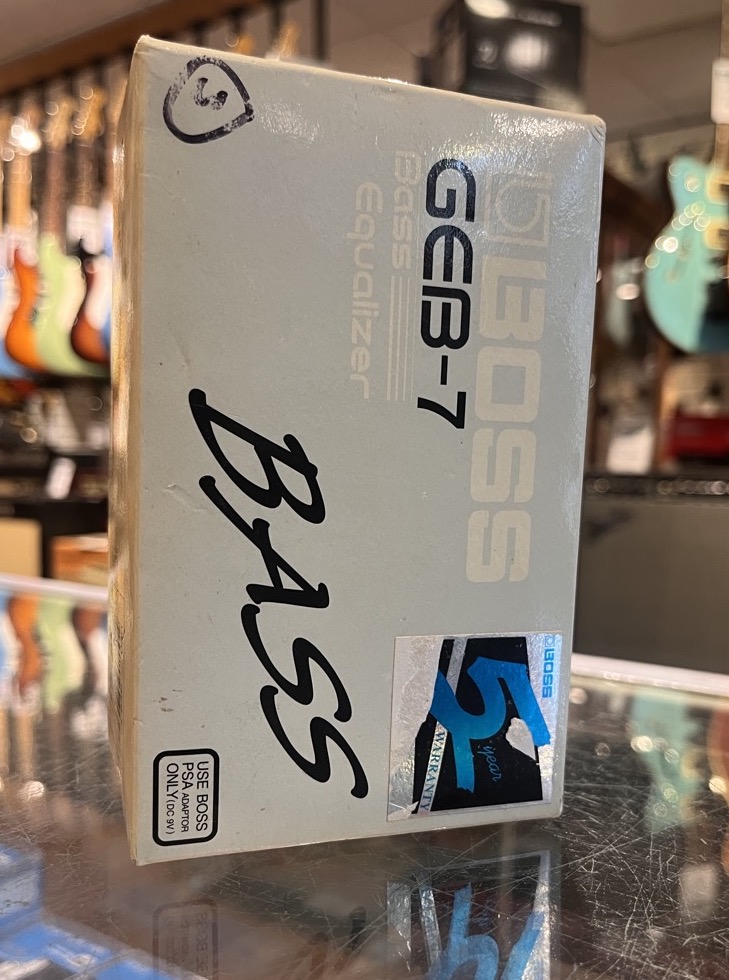 BOSS
GEB-7
Bass
Equalizer
BASS
BOSS
5
year
WARRANTY
USE BOSS
PSA ADAPTOR
ONLY (DC 9V)